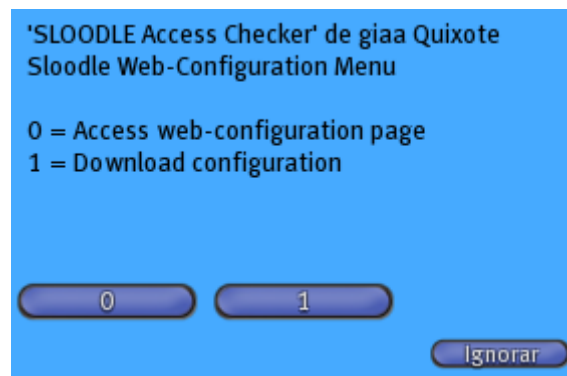 'SLOODLE Access Checker' de giaa Quixote
Sloodle Web-Configuration Menu
0 = Access web-configuration page
1 = Download configuration
0 1
Ignorar